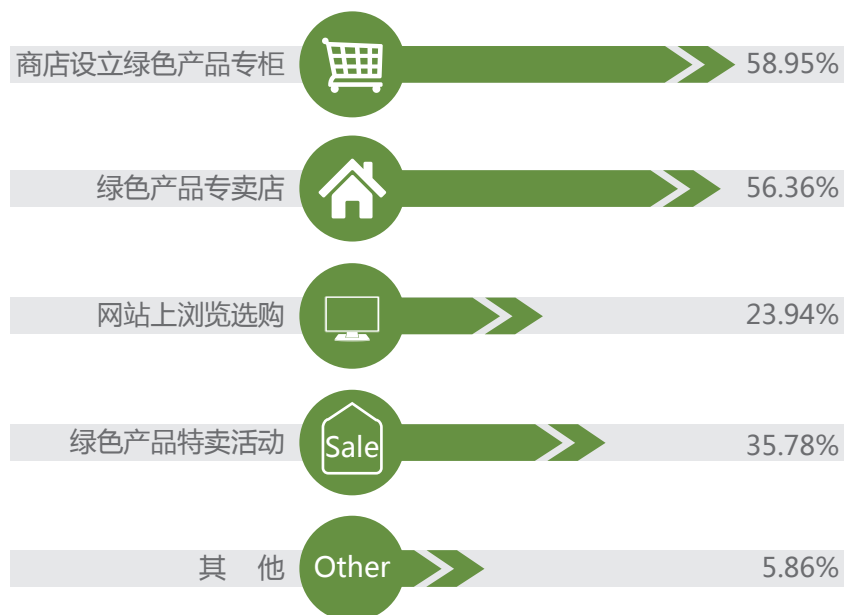 商店设立绿色产品专柜 58.95%
绿色产品专卖店 56.36%
网站上浏览选购 23.94%
绿色产品特卖活动 Sale 35.78%
其 他 Other 5.86%